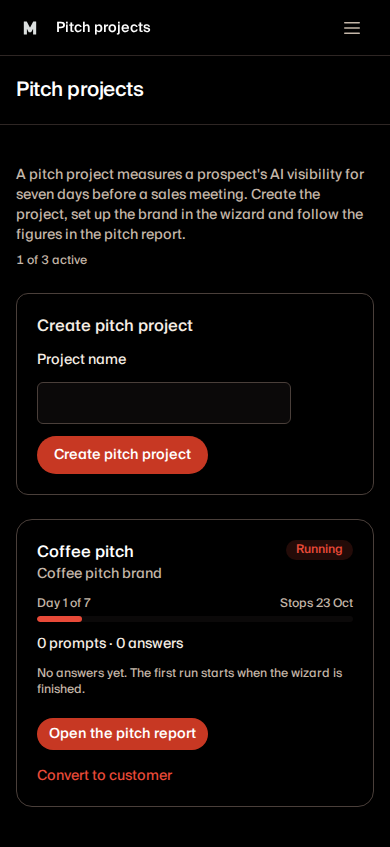 M Pitch projects
Pitch projects
A pitch project measures a prospect's AI visibility for
seven days before a sales meeting. Create the
project, set up the brand in the wizard and follow the
figures in the pitch report.
1 of 3 active
Create pitch project
Project name
Create pitch project
Coffee pitch
Running
Coffee pitch brand
Day 1 of 7
Stops 23 Oct
0 prompts · 0 answers
No answers yet. The first run starts when the wizard is
finished.
Open the pitch report
Convert to customer